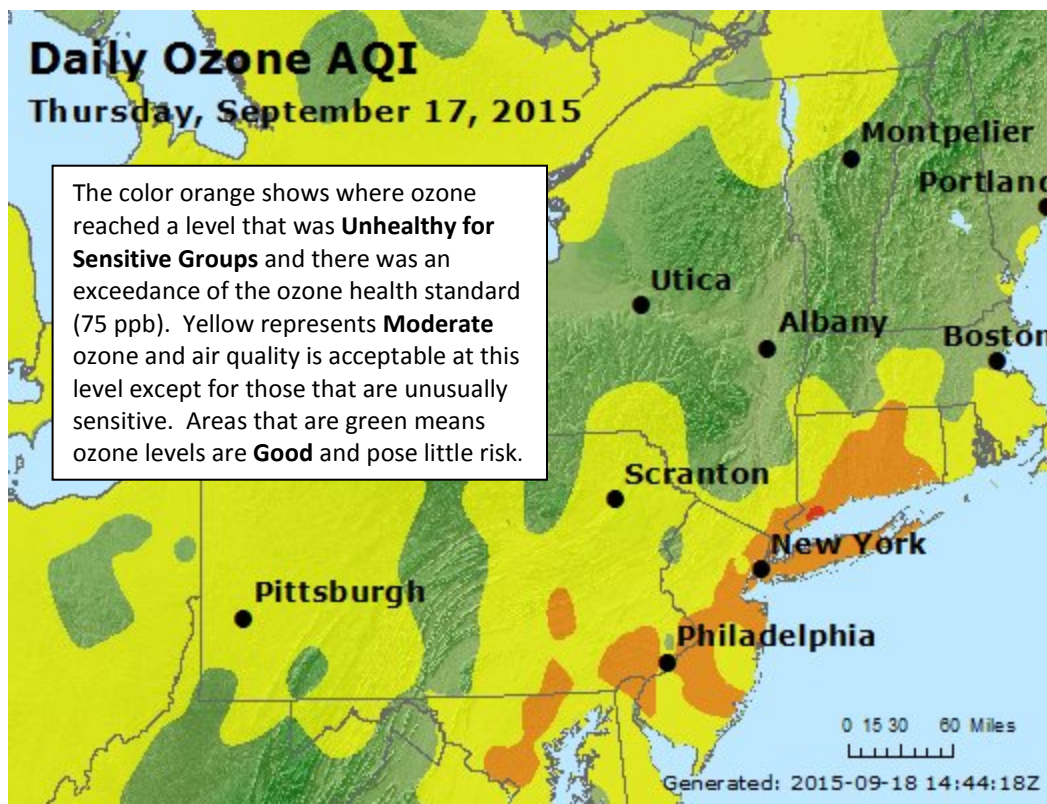 Daily Ozone AQI
Thursday, September 17, 2015
The color orange shows where ozone
reached a level that was Unhealthy for
Sensitive Groups and there was an
exceedance of the ozone health standard
(75 ppb).  Yellow represents Moderate
ozone and air quality is acceptable at this
level except for those that are unusually
sensitive.  Areas that are green means
ozone levels are Good and pose little risk.
Montpelier
Portland
Utica
Albany
Boston
Scranton
New York
Pittsburgh
Philadelphia
0 15 30 60 Miles
Generated: 2015-09-18 14:44:18Z